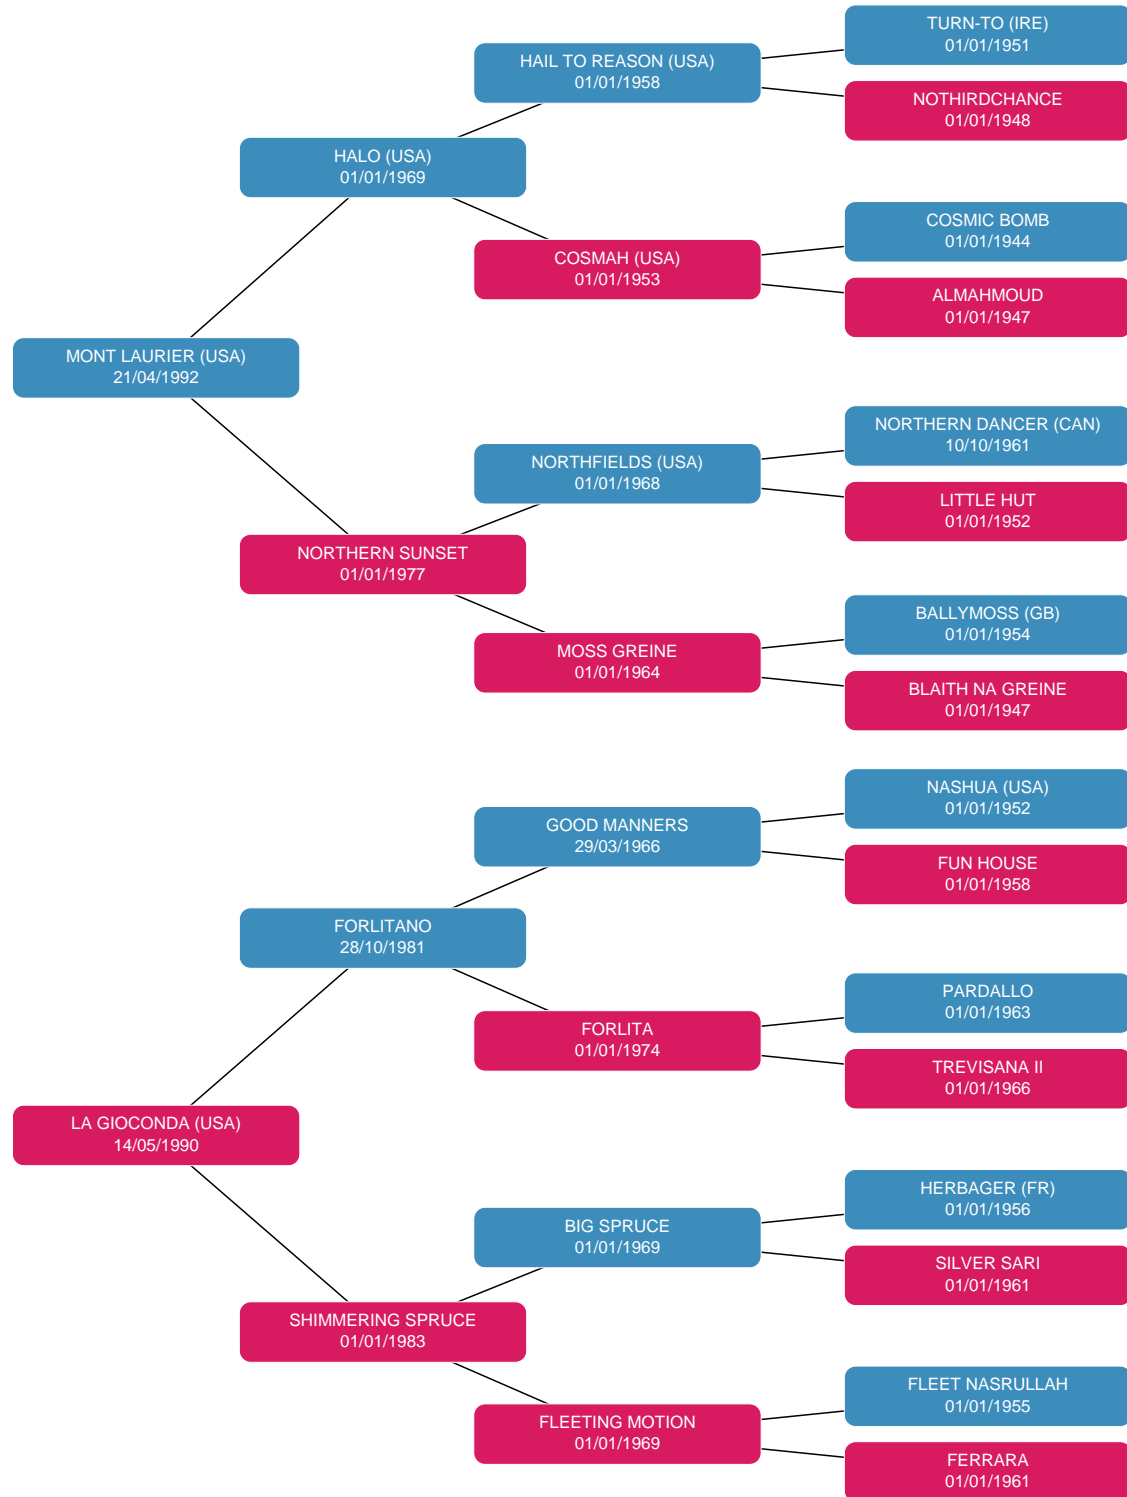 TURN-TO (IRE)
01/01/1951
HAIL TO REASON (USA)
01/01/1958
NOTHIRDCHANCE
01/01/1948
HALO (USA)
01/01/1969
COSMIC BOMB
01/01/1944
COSMAH (USA)
01/01/1953
ALMAHMOUD
01/01/1947
MONT LAURIER (USA)
21/04/1992
NORTHERN DANCER (CAN)
10/10/1961
NORTHFIELDS (USA)
01/01/1968
LITTLE HUT
01/01/1952
NORTHERN SUNSET
01/01/1977
BALLYMOSS (GB)
01/01/1954
MOSS GREINE
01/01/1964
BLAITH NA GREINE
01/01/1947
NASHUA (USA)
01/01/1952
GOOD MANNERS
29/03/1966
FUN HOUSE
01/01/1958
FORLITANO
28/10/1981
PARDALLO
01/01/1963
FORLITA
01/01/1974
TREVISANA II
01/01/1966
LA GIOCONDA (USA)
14/05/1990
HERBAGER (FR)
01/01/1956
BIG SPRUCE
01/01/1969
SILVER SARI
01/01/1961
SHIMMERING SPRUCE
01/01/1983
FLEET NASRULLAH
01/01/1955
FLEETING MOTION
01/01/1969
FERRARA
01/01/1961